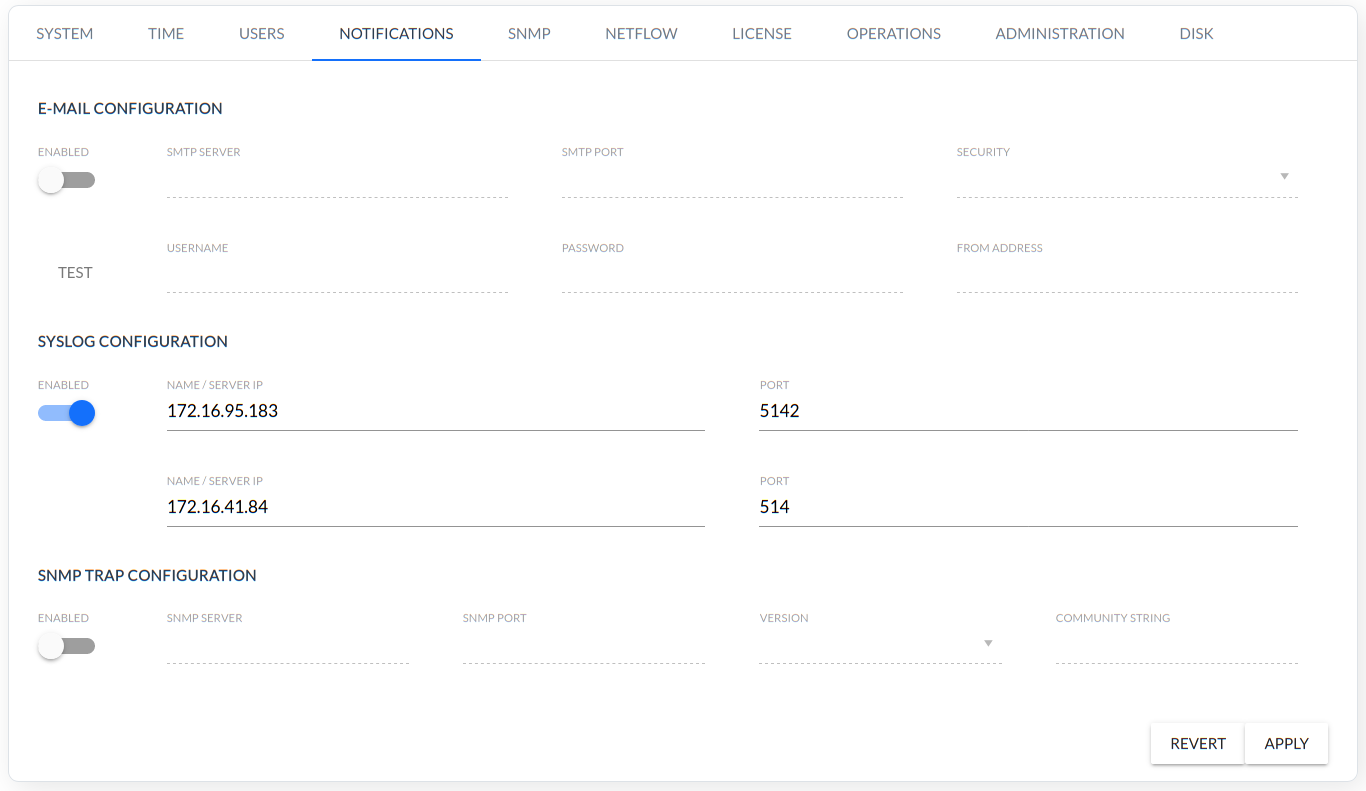 SYSTEM TIME USERS NOTIFICATIONS SNMP NETFLOW LICENSE OPERATIONS ADMINISTRATION DISK
E-MAIL CONFIGURATION
ENABLED SMTP SERVER SMTP PORT SECURITY
USERNAME PASSWORD FROM ADDRESS
TEST
SYSLOG CONFIGURATION
ENABLED NAME / SERVER IP PORT
172.16.95.183 5142
NAME / SERVER IP PORT
172.16.41.84 514
SNMP TRAP CONFIGURATION
ENABLED SNMP SERVER SNMP PORT VERSION COMMUNITY STRING
REVERT APPLY